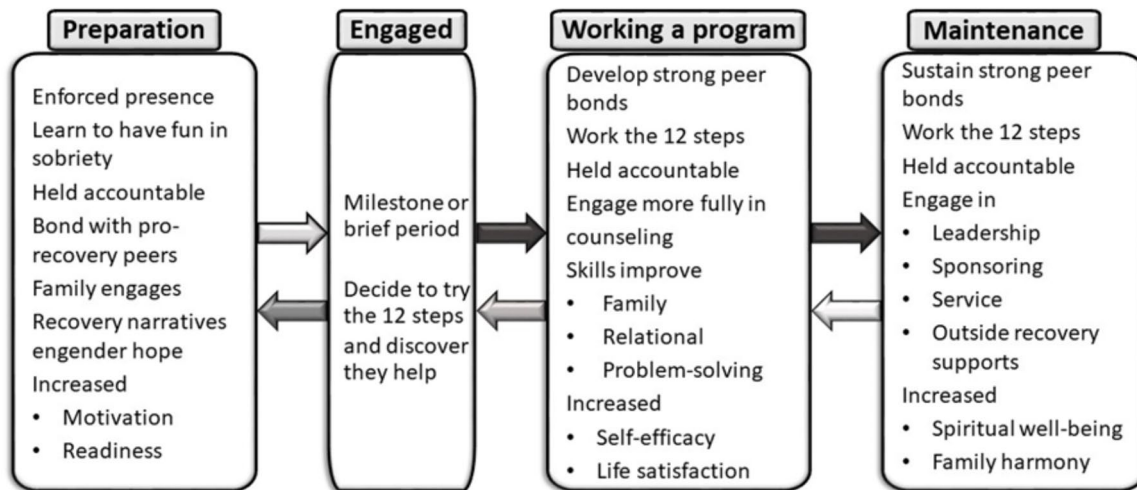 Preparation
Enforced presence
Learn to have fun in
sobriety
Held accountable
Bond with pro-
recovery peers
Family engages
Recovery narratives
engender hope
Increased
• Motivation
• Readiness
Engaged
Milestone or
brief period
Decide to try
the 12 steps
and discover
they help
Working a program
Develop strong peer
bonds
Work the 12 steps
Held accountable
Engage more fully in
counseling
Skills improve
• Family
• Relational
• Problem-solving
Increased
• Self-efficacy
• Life satisfaction
Maintenance
Sustain strong peer
bonds
Work the 12 steps
Held accountable
Engage in
• Leadership
• Sponsoring
• Service
• Outside recovery
supports
Increased
• Spiritual well-being
• Family harmony